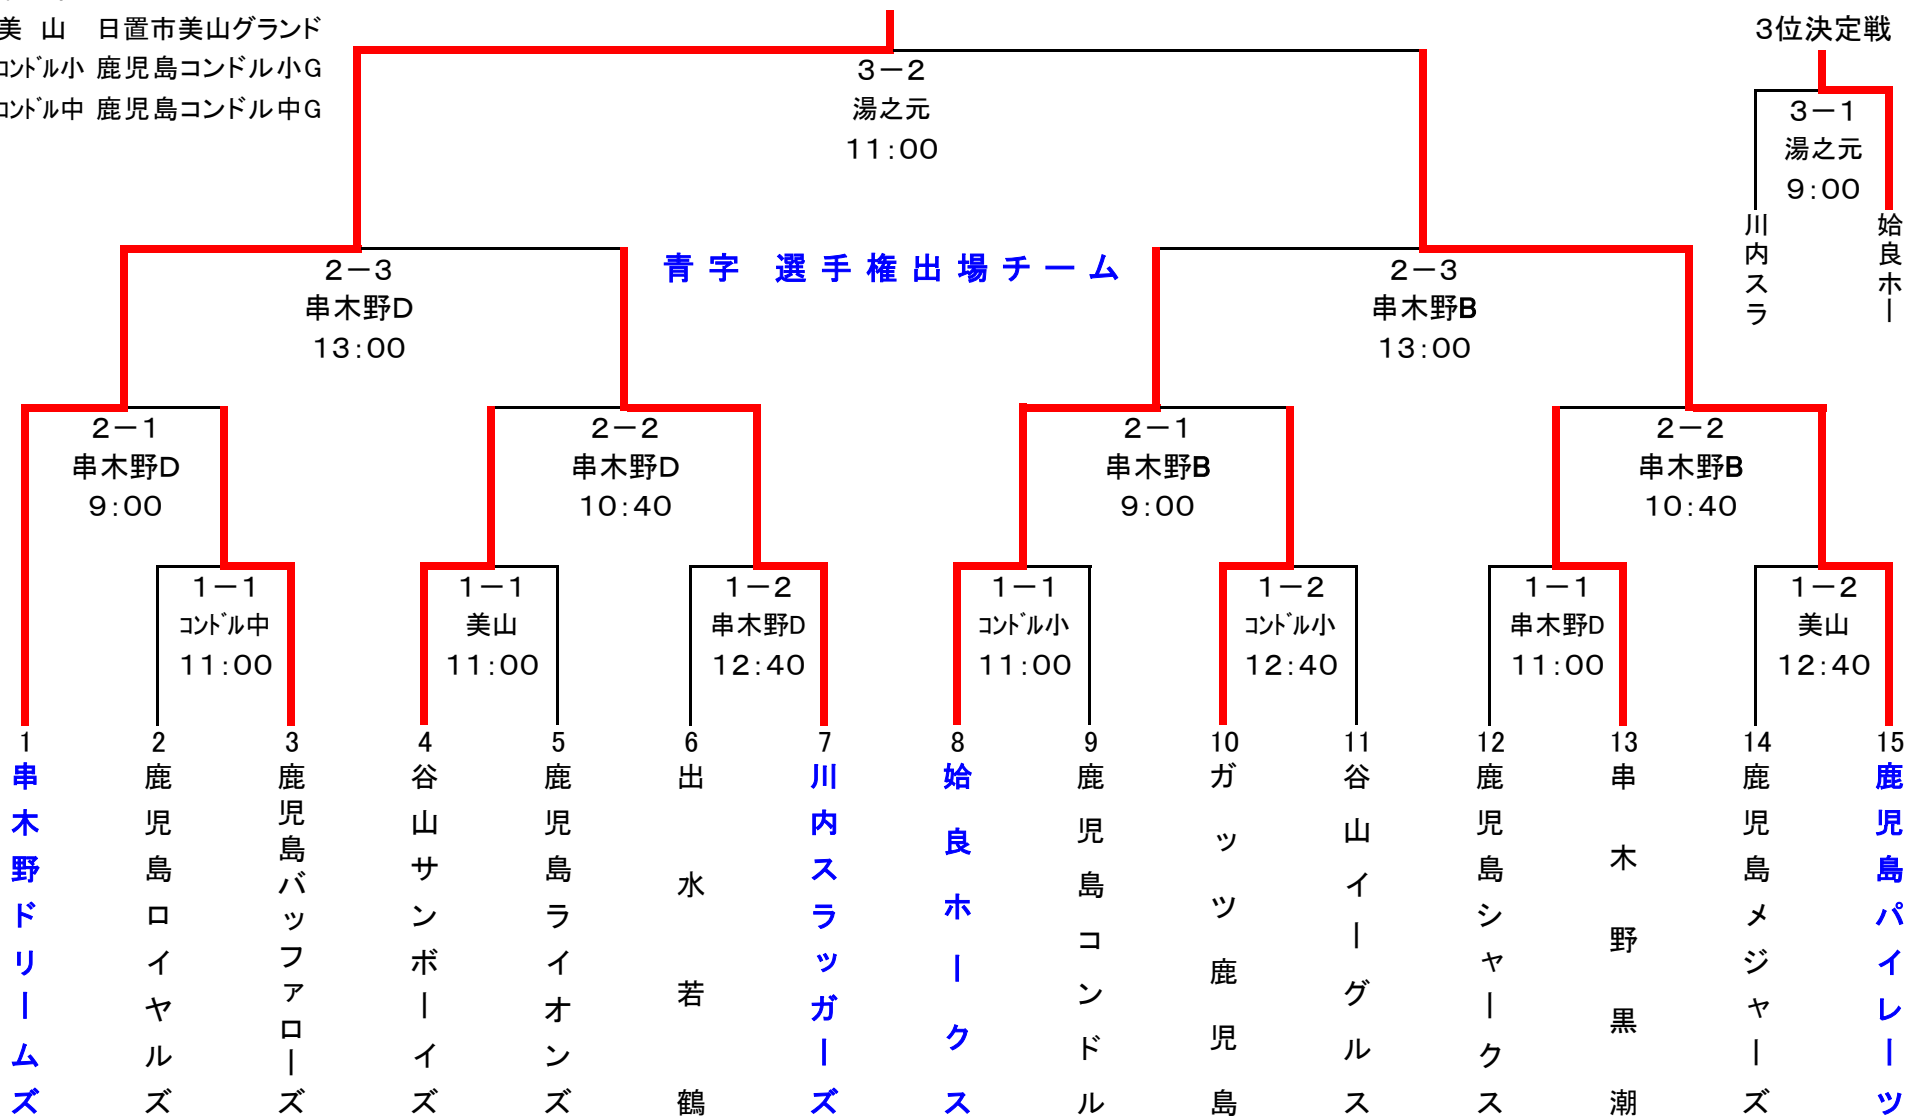 美 山 日置市美山グランド
コンドル小 鹿児島コンドル小G
コンドル中 鹿児島コンドル中G
3位決定戦
3-2
湯之元
11:00
3-1
湯之元
9:00
川内スラ
姶良ホー
青字 選手権出場チーム
2-3
串木野D
13:00
2-3
串木野B
13:00
2-1
串木野D
9:00
2-2
串木野D
10:40
2-1
串木野B
9:00
2-2
串木野B
10:40
1-1
コンドル中
11:00
1-1
美山
11:00
1-2
串木野D
12:40
1-1
コンドル小
11:00
1-2
コンドル小
12:40
1-1
串木野D
11:00
1-2
美山
12:40
1
串木野ドリームズ
2
鹿児島ロイヤルズ
3
鹿児島バッファローズ
4
谷山サンボーイズ
5
鹿児島ライオンズ
6
出水若鶴
7
川内スラッガーズ
8
姶良ホークス
9
鹿児島コンドル
10
ガッツ鹿児島
11
谷山イーグルス
12
鹿児島シャークス
13
串木野黒潮
14
鹿児島メジャーズ
15
鹿児島パイレーツ